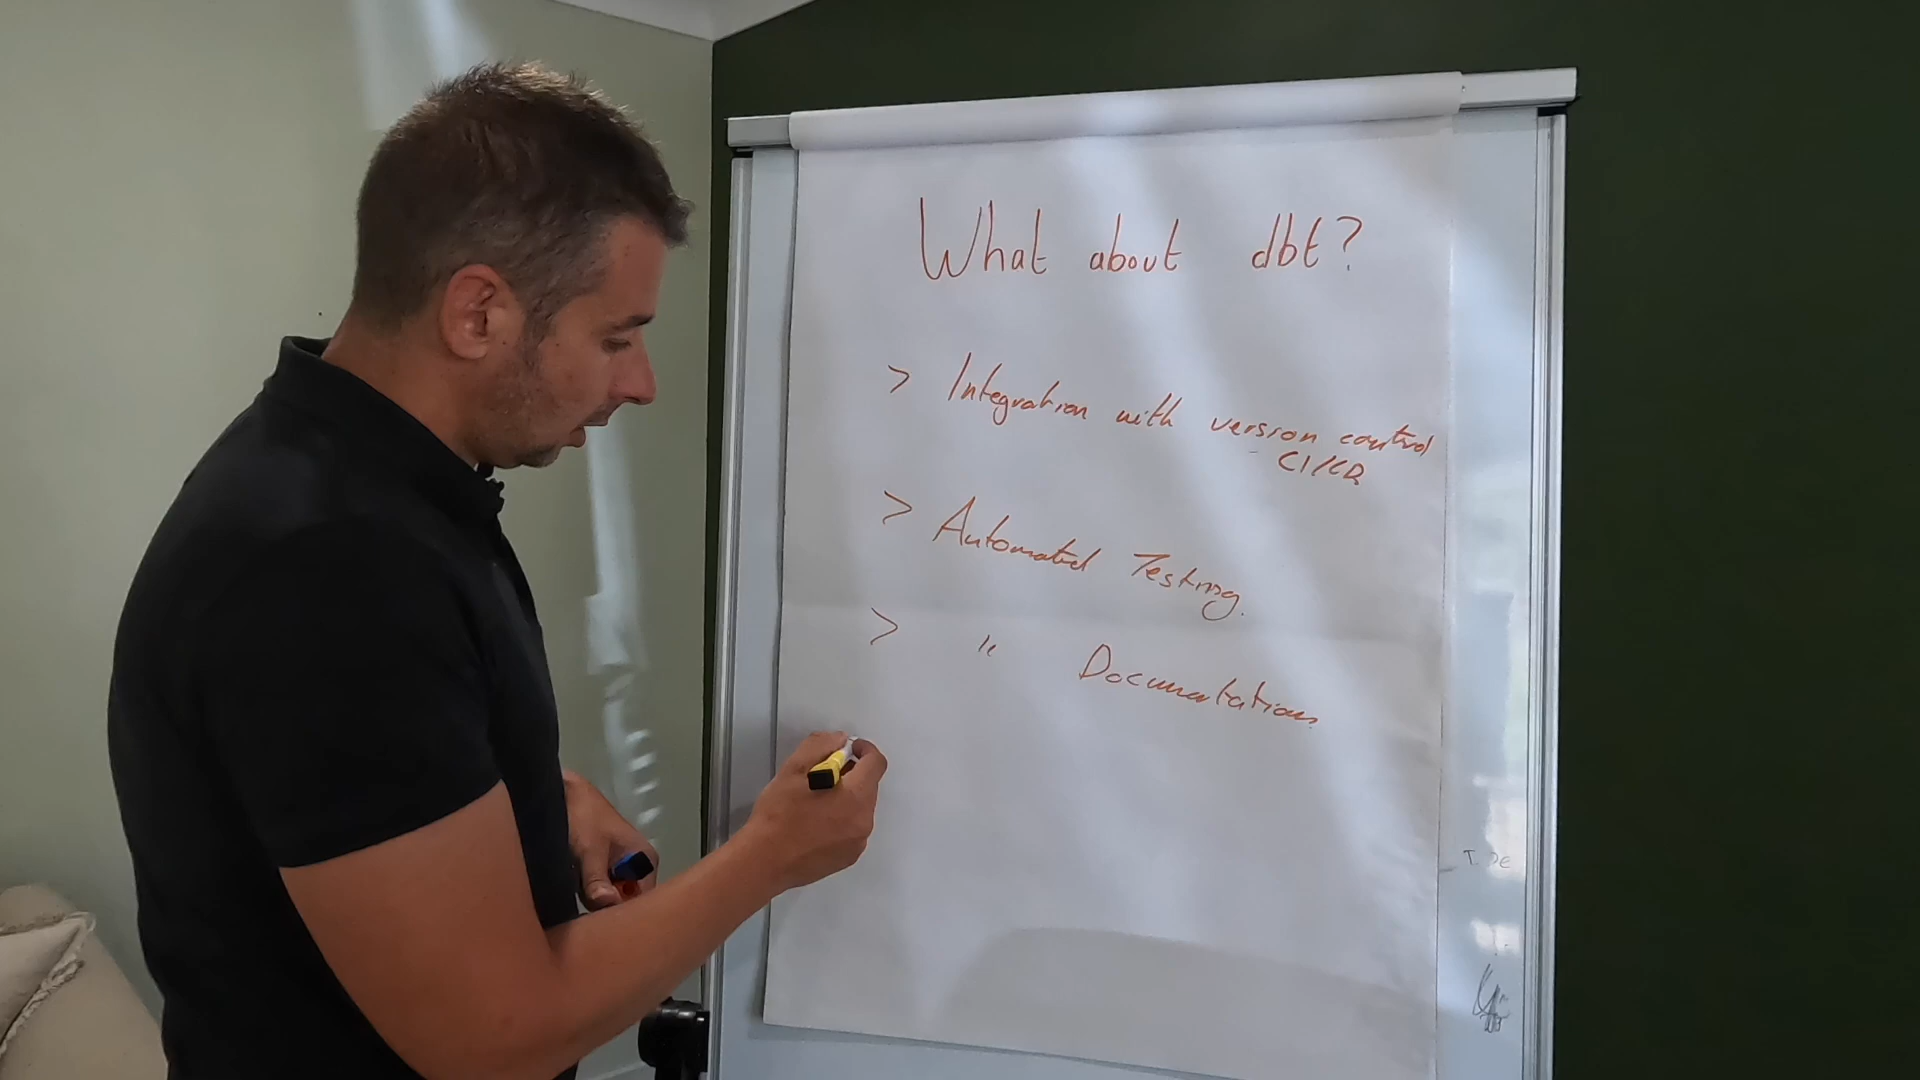 What about dbt?
> Integration with version control
CI/CD
> Automated Testing.
> " Documentation